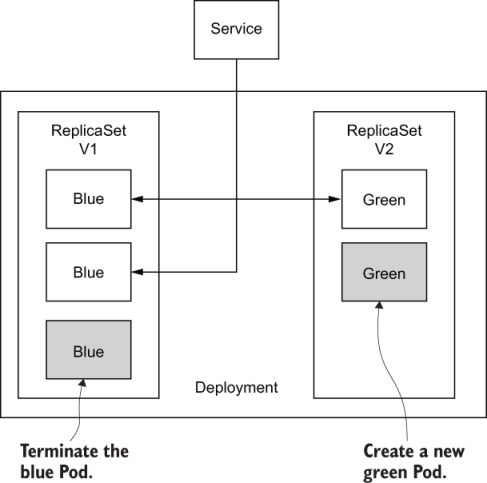 Service
ReplicaSet
V1
ReplicaSet
V2
Blue
Green
Blue
Green
Blue
Deployment
Terminate the
blue Pod.
Create a new
green Pod.